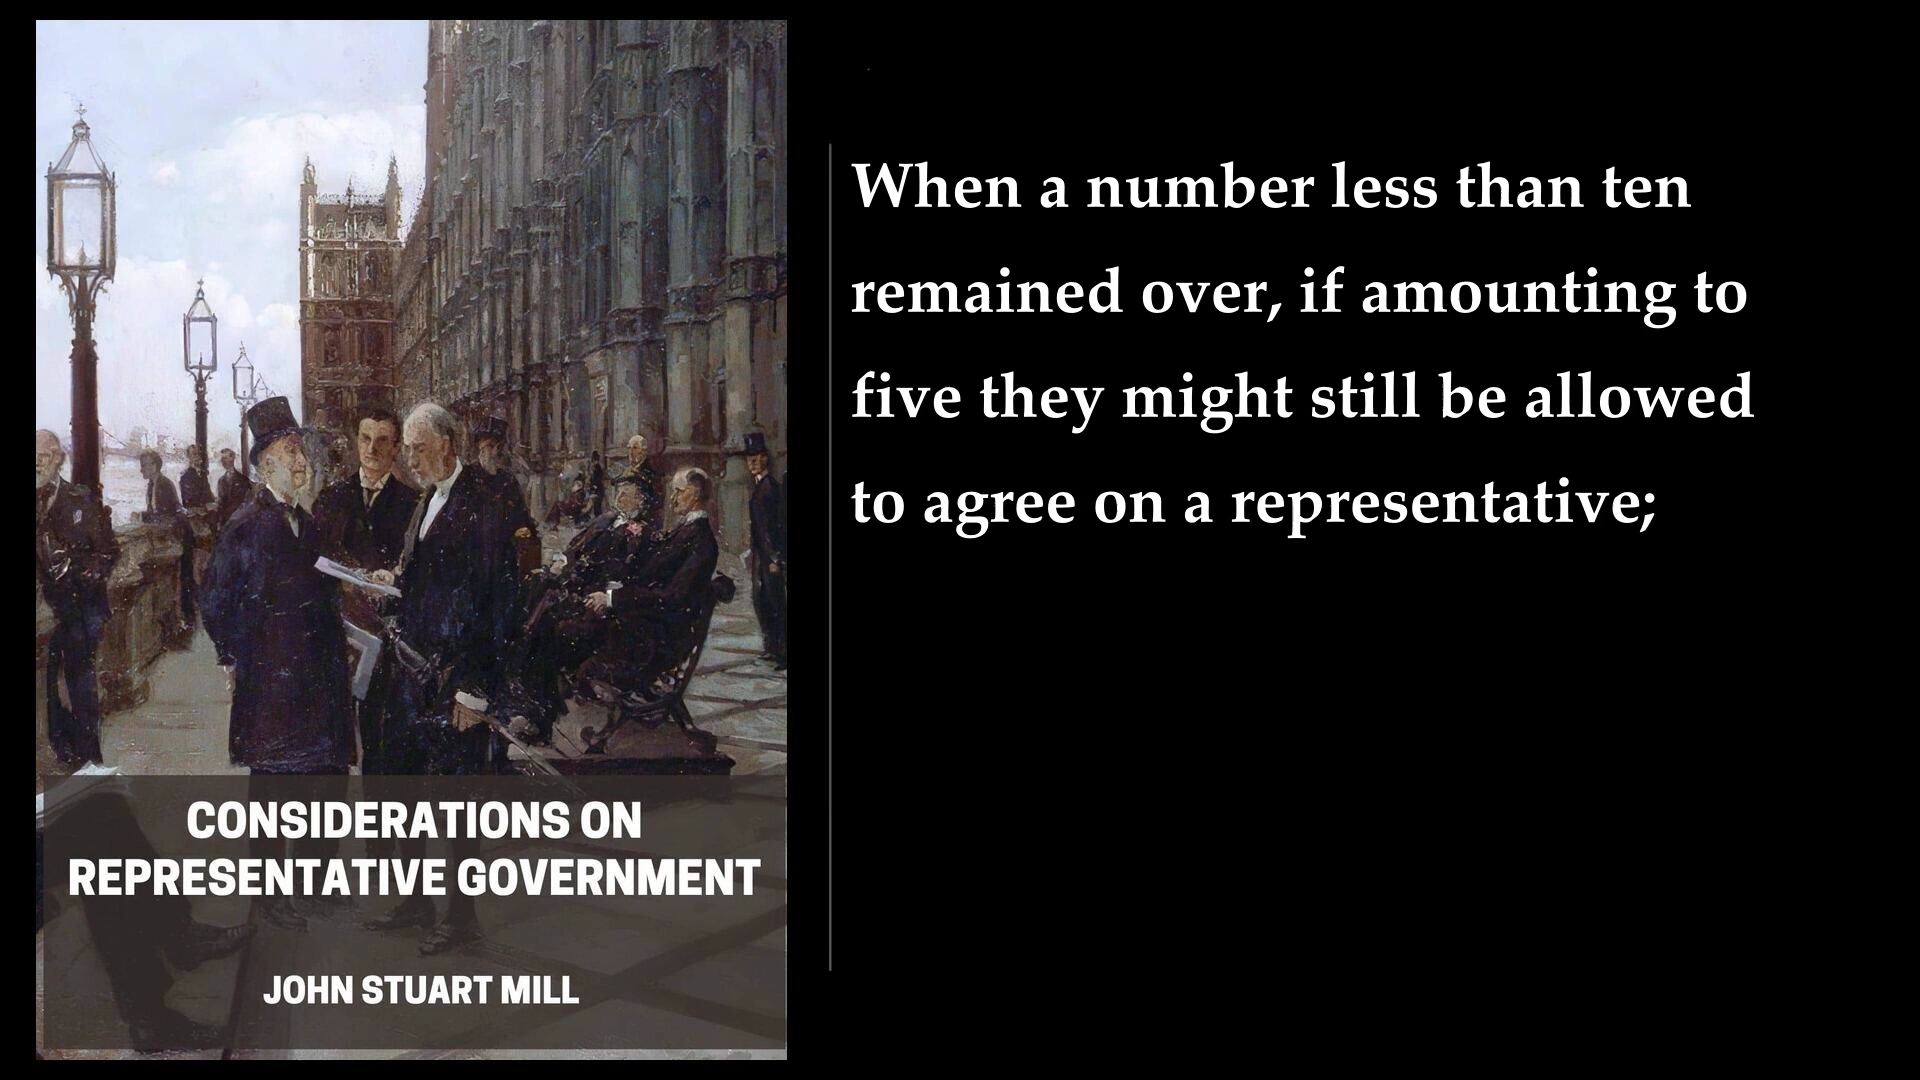 When a number less than ten
remained over, if amounting to
five they might still be allowed
to agree on a representative;
CONSIDERATIONS ON
REPRESENTATIVE GOVERNMENT
JOHN STUART MILL